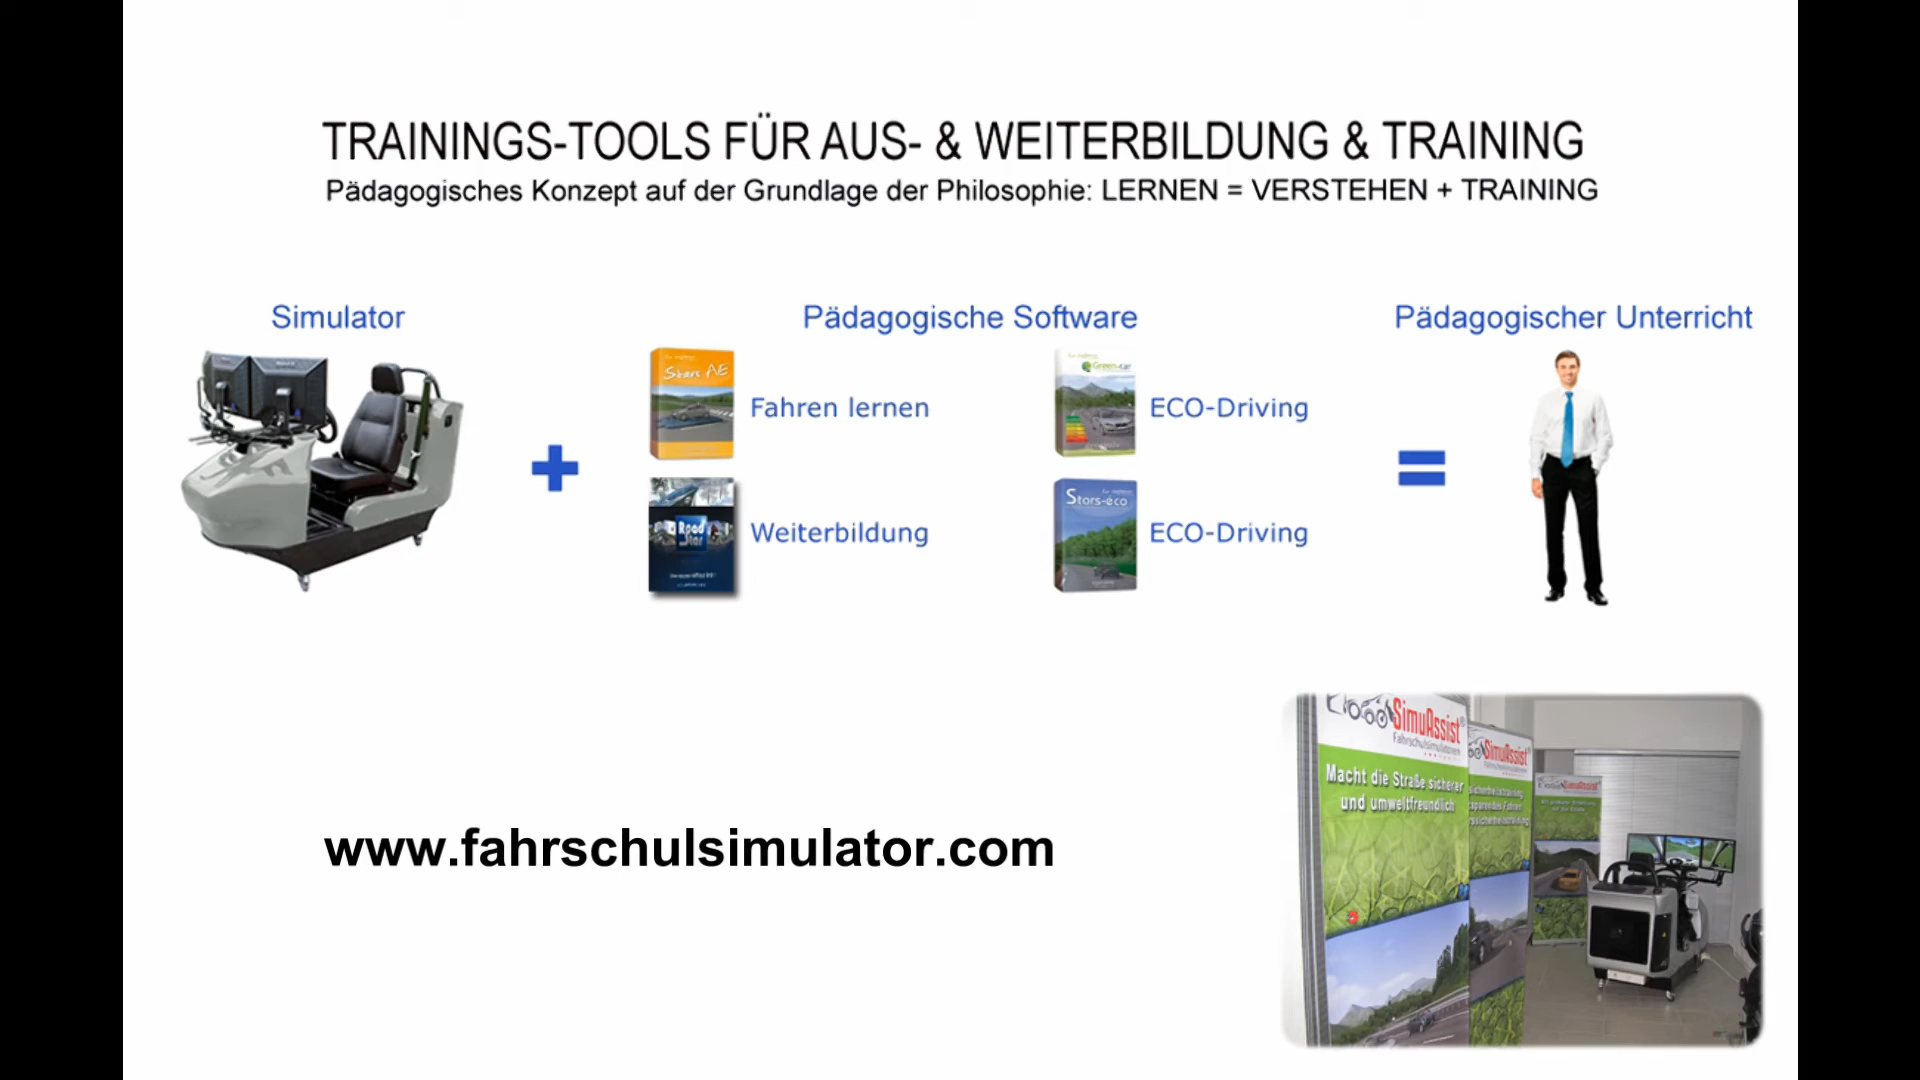 TRAININGS-TOOLS FÜR AUS- & WEITERBILDUNG & TRAINING
Pädagogisches Konzept auf der Grundlage der Philosophie: LERNEN = VERSTEHEN + TRAINING
Simulator
Pädagogische Software
Pädagogischer Unterricht
Stars AE
Fahren lernen
Green-car
ECO-Driving
+
=
Road
Star
Weiterbildung
Stars-éco
ECO-Driving
SimuAssist®
Fahrschulsimulatoren
Macht die Straße sicherer
und umweltfreundlich
SimuAssist®
Fahrschulsimulatoren
SimuAssist®
www.fahrschulsimulator.com